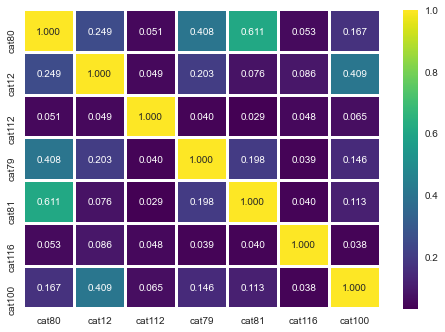 cat80 1.000 0.249 0.051 0.408 0.611 0.053 0.167
cat12 0.249 1.000 0.049 0.203 0.076 0.086 0.409
cat112 0.051 0.049 1.000 0.040 0.029 0.048 0.065
cat79 0.408 0.203 0.040 1.000 0.198 0.039 0.146
cat81 0.611 0.076 0.029 0.198 1.000 0.040 0.113
cat116 0.053 0.086 0.048 0.039 0.040 1.000 0.038
cat100 0.167 0.409 0.065 0.146 0.113 0.038 1.000
cat80 cat12 cat112 cat79 cat81 cat116 cat100
1.0
0.8
0.6
0.4
0.2